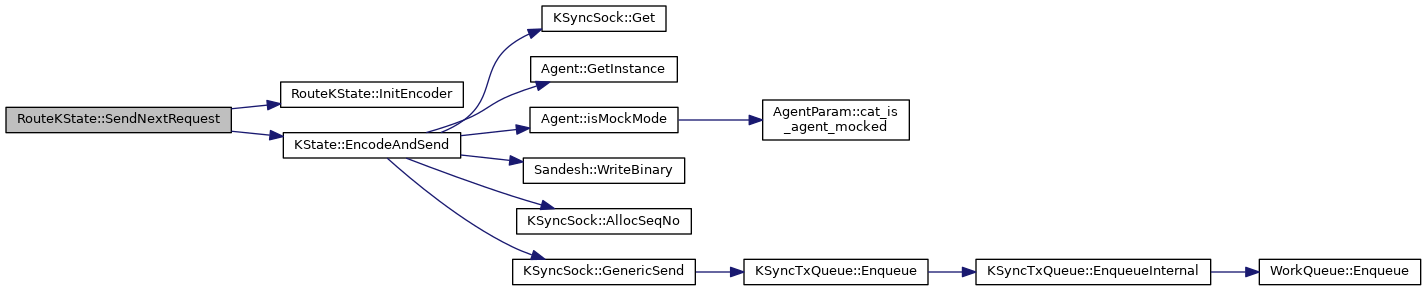 RouteKState::SendNextRequest
RouteKState::InitEncoder
KState::EncodeAndSend
KSyncSock::Get
Agent::GetInstance
Agent::isMockMode
AgentParam::cat_is
_agent_mocked
Sandesh::WriteBinary
KSyncSock::AllocSeqNo
KSyncSock::GenericSend
KSyncTxQueue::Enqueue
KSyncTxQueue::EnqueueInternal
WorkQueue::Enqueue